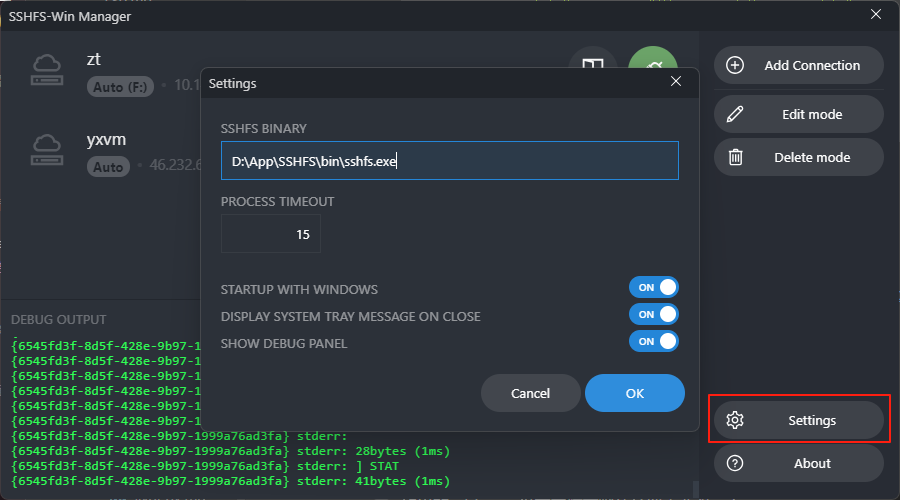 SSHFS-Win Manager
zt
Auto (F:) • 10.1
yxvm
Auto • 46.232.6
Add Connection
Edit mode
Delete mode
Settings
SSHFS BINARY
D:\App\SSHFS\bin\sshfs.exe
PROCESS TIMEOUT
15
STARTUP WITH WINDOWS ON
DISPLAY SYSTEM TRAY MESSAGE ON CLOSE ON
SHOW DEBUG PANEL ON
Cancel OK
DEBUG OUTPUT
{6545fd3f-8d5f-428e-9b97-1
{6545fd3f-8d5f-428e-9b97-1
{6545fd3f-8d5f-428e-9b97-1
{6545fd3f-8d5f-428e-9b97-1
{6545fd3f-8d5f-428e-9b97-1
{6545fd3f-8d5f-428e-9b97-1
{6545fd3f-8d5f-428e-9b97-1999a76ad3fa} stderr:
{6545fd3f-8d5f-428e-9b97-1999a76ad3fa} stderr: 28bytes (1ms)
{6545fd3f-8d5f-428e-9b97-1999a76ad3fa} stderr: ] STAT
{6545fd3f-8d5f-428e-9b97-1999a76ad3fa} stderr: 41bytes (1ms)
Settings
About